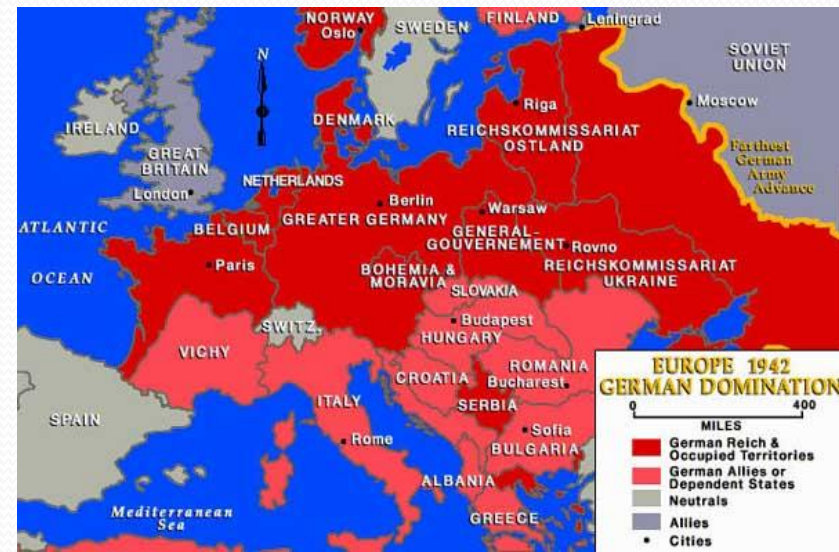 NORWAY
Oslo
SWEDEN
FINLAND
Leningrad
SOVIET
UNION
Moscow
Riga
DENMARK
REICHSKOMMISSARIAT
OSTLAND
N
IRELAND
GREAT
BRITAIN
London
Farthest
German
Army
Advance
NETHERLANDS
Berlin
GREATER GERMANY
Warsaw
GENERAL-
GOUVERNEMENT
Rovno
REICHSKOMMISSARIAT
UKRAINE
ATLANTIC
OCEAN
BELGIUM
Paris
BOHEMIA &
MORAVIA
SLOVAKIA
SWITZ.
Budapest
HUNGARY
VICHY
CROATIA
ROMANIA
Bucharest
SERBIA
ITALY
SPAIN
Rome
Sofia
BULGARIA
ALBANIA
GREECE
Mediterranean
Sea
EUROPE 1942
GERMAN DOMINATION
0 400
MILES
German Reich &
Occupied Territories
German Allies or
Dependent States
Neutrals
Allies
Cities